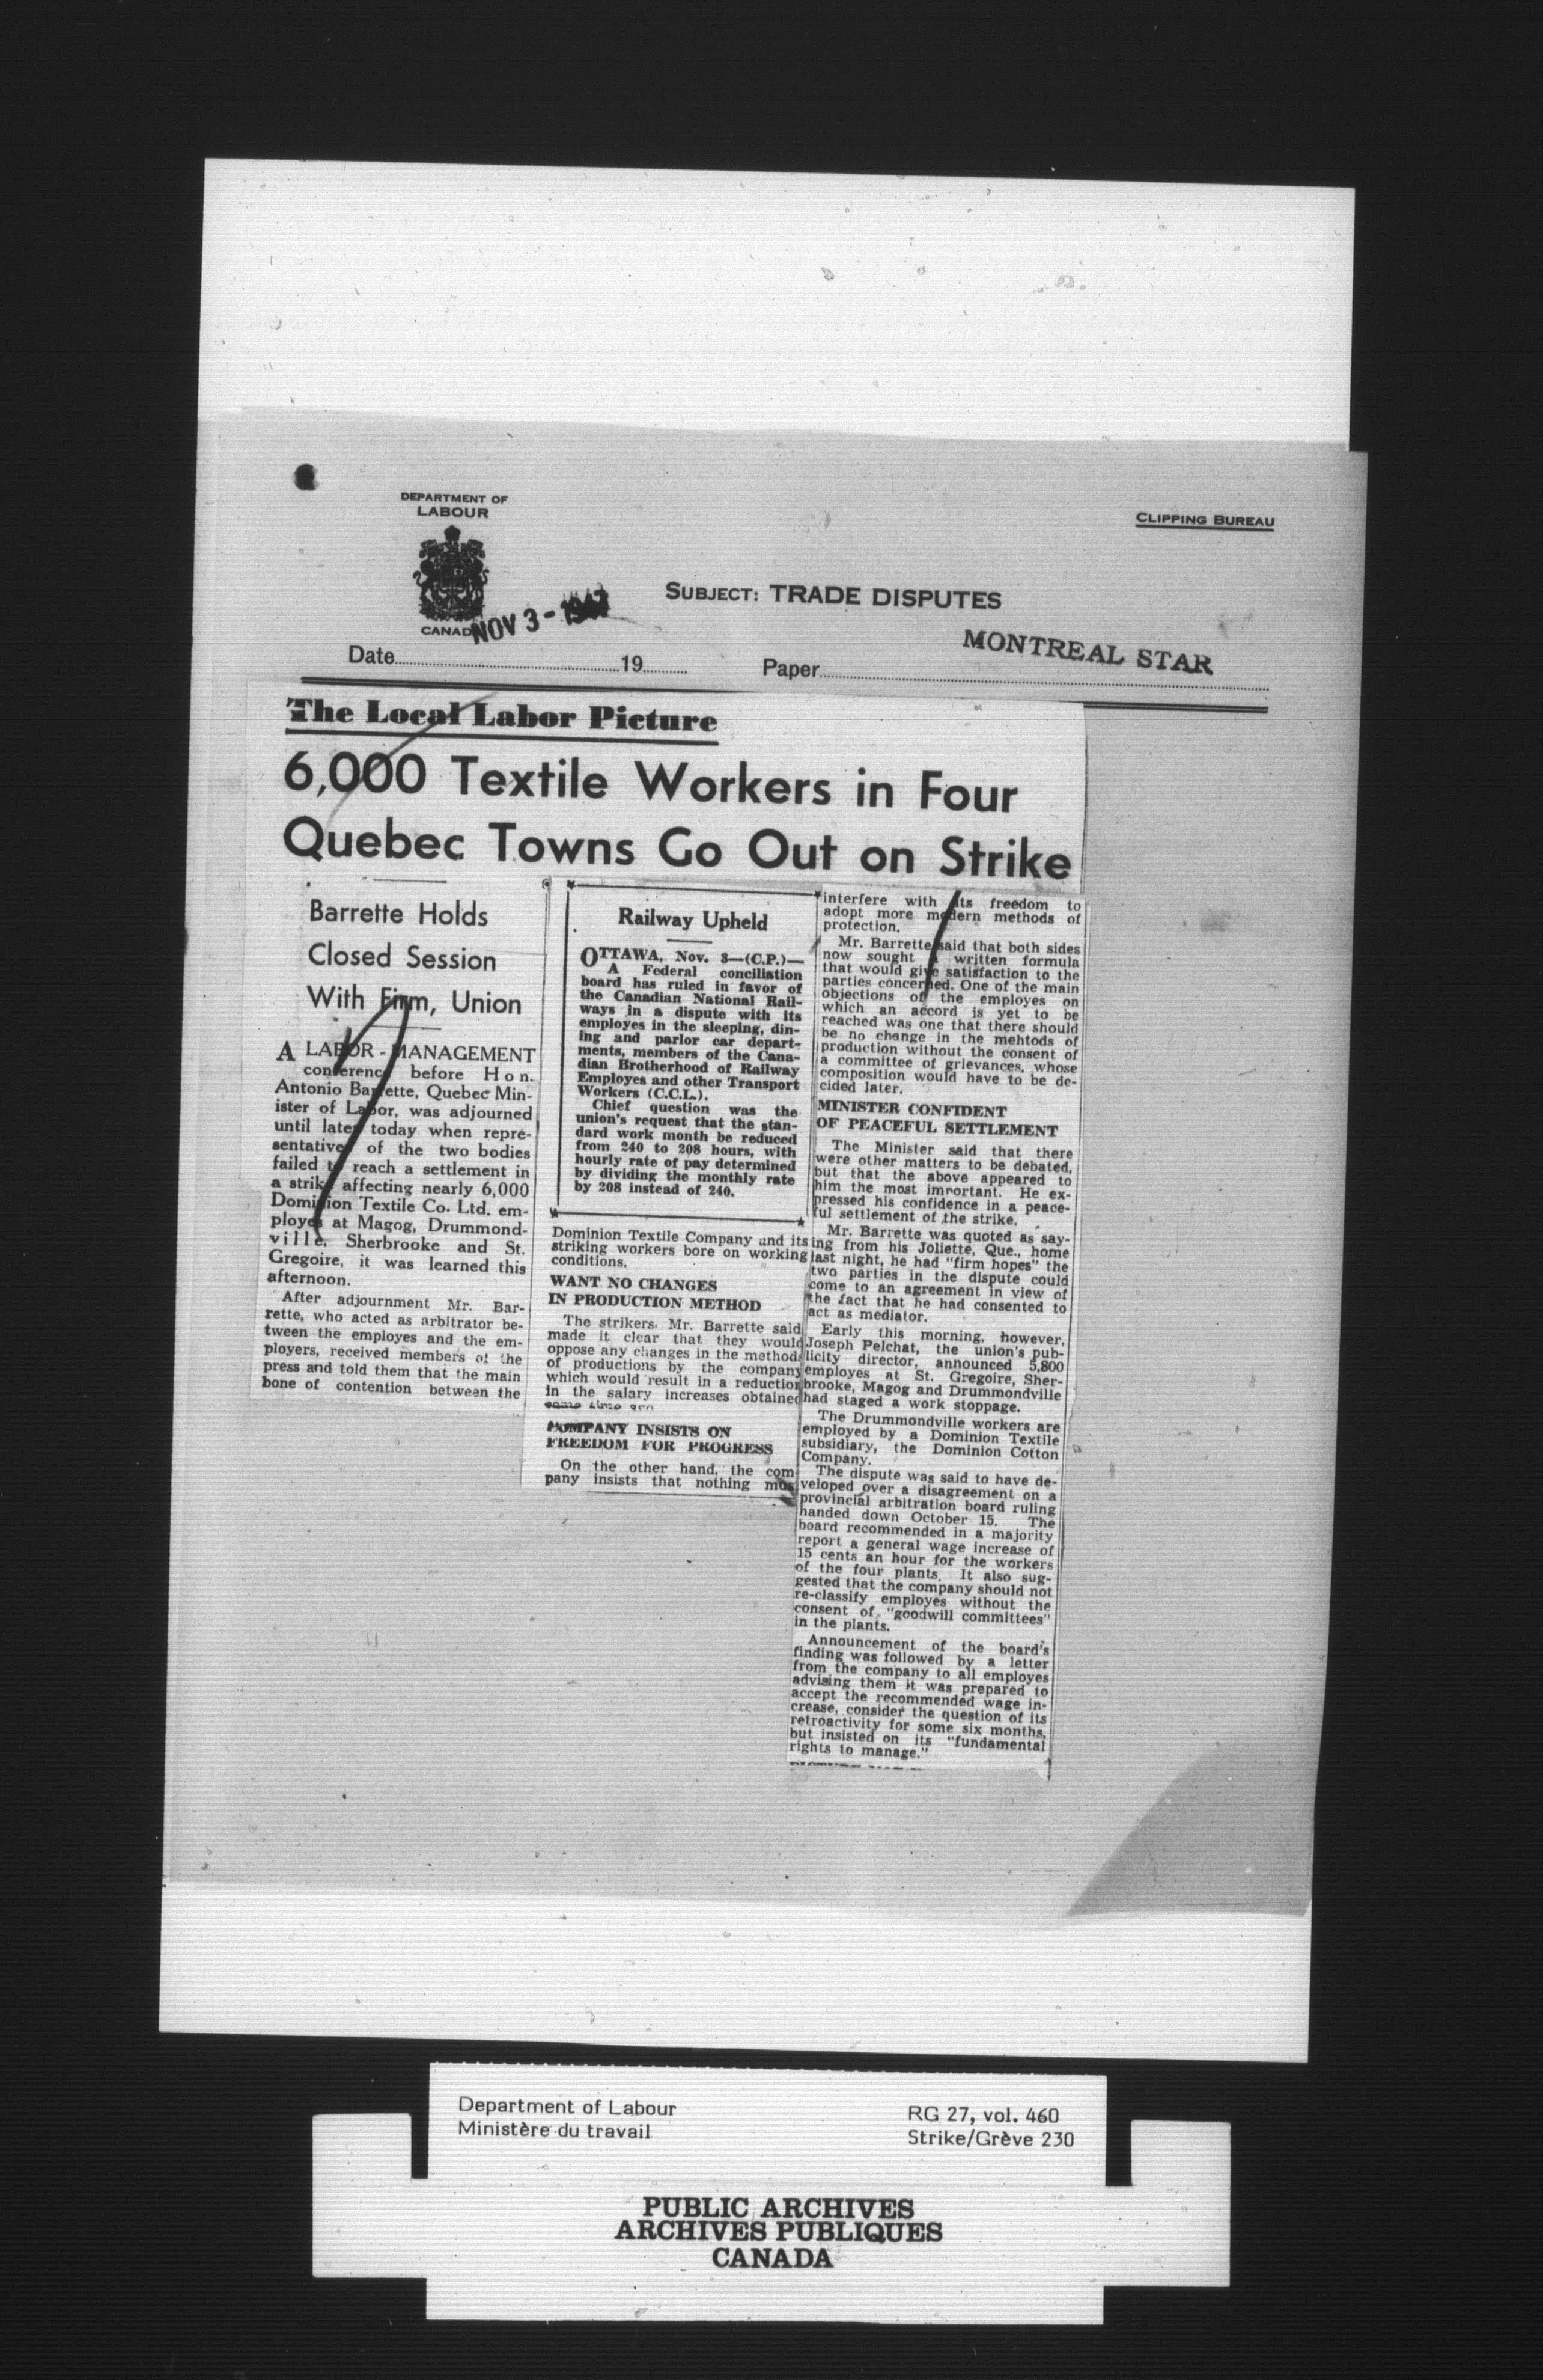 DEPARTMENT OF
LABOUR
CANADA
CLIPPING BUREAU
SUBJECT: TRADE DISPUTES
NOV 3 - 1947
MONTREAL STAR
Date 19
Paper
The Local Labor Picture
6,000 Textile Workers in Four
Quebec Towns Go Out on Strike
Barrette Holds
Closed Session
With Firm, Union
A LABOR-MANAGEMENT
conference before Hon.
Antonio Barrette, Quebec Min-
ister of Labor, was adjourned
until later today when repre-
sentatives of the two bodies
failed to reach a settlement in
a strike affecting nearly 6,000
Dominion Textile Co. Ltd. em-
ployes at Magog, Drummond-
ville, Sherbrooke and St.
Gregoire, it was learned this
afternoon.
After adjournment Mr. Bar-
rette, who acted as arbitrator be-
tween the employes and the em-
ployers, received members of the
press and told them that the main
bone of contention between the
Railway Upheld
OTTAWA, Nov. 3—(C.P.)—
A Federal conciliation
board has ruled in favor of
the Canadian National Rail-
ways in a dispute with its
employes in the sleeping, din-
ing and parlor car depart-
ments, members of the Cana-
dian Brotherhood of Railway
Employes and other Transport
Workers (C.C.L.).
Chief question was the
union's request that the stan-
dard work month be reduced
from 240 to 208 hours, with
hourly rate of pay determined
by dividing the monthly rate
by 208 instead of 240.
Dominion Textile Company and its
striking workers bore on working
conditions.
WANT NO CHANGES
IN PRODUCTION METHOD
The strikers, Mr. Barrette said
made it clear that they would
oppose any changes in the methods
of productions by the company
which would result in a reduction
in the salary increases obtained
some time ago
COMPANY INSISTS ON
FREEDOM FOR PROGRESS
On the other hand, the com-
pany insists that nothing must
interfere with its freedom to
adopt more modern methods of
protection.
Mr. Barrette said that both sides
now sought a written formula
that would give satisfaction to the
parties concerned. One of the main
objections of the employes on
which an accord is yet to be
reached was one that there should
be no change in the mehtods of
production without the consent of
a committee of grievances, whose
composition would have to be de-
cided later.
MINISTER CONFIDENT
OF PEACEFUL SETTLEMENT
The Minister said that there
were other matters to be debated,
but that the above appeared to
him the most important. He ex-
pressed his confidence in a peace-
ful settlement of the strike.
Mr. Barrette was quoted as say-
ing from his Joliette, Que., home
last night, he had "firm hopes" the
two parties in the dispute could
come to an agreement in view of
the fact that he had consented to
act as mediator.
Early this morning, however,
Joseph Pelchat, the union's pub-
licity director, announced 5,800
employes at St. Gregoire, Sher-
brooke, Magog and Drummondville
had staged a work stoppage.
The Drummondville workers are
employed by a Dominion Textile
subsidiary, the Dominion Cotton
Company.
The dispute was said to have de-
veloped over a disagreement on a
provincial arbitration board ruling
handed down October 15. The
board recommended in a majority
report a general wage increase of
15 cents an hour for the workers
of the four plants. It also sug-
gested that the company should not
re-classify employes without the
consent of "goodwill committees"
in the plants.
Announcement of the board's
finding was followed by a letter
from the company to all employes
advising them it was prepared to
accept the recommended wage in-
crease, consider the question of its
retroactivity for some six months,
but insisted on its "fundamental
rights to manage."
Department of Labour
Ministère du travail
RG 27, vol. 460
Strike/Grève 230
PUBLIC ARCHIVES
ARCHIVES PUBLIQUES
CANADA